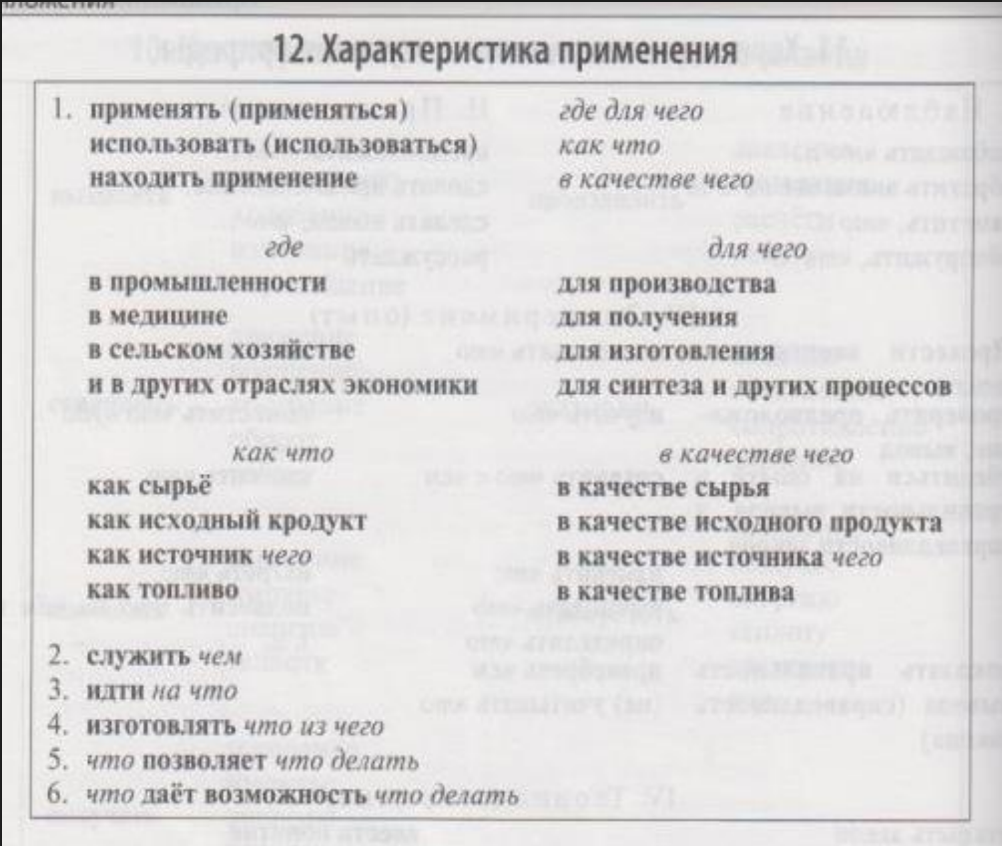 12. Характеристика применения
1. применять (применяться) где для чего
использовать (использоваться) как что
находить применение в качестве чего
где для чего
в промышленности для производства
в медицине для получения
в сельском хозяйстве для изготовления
и в других отраслях экономики для синтеза и других процессов
как что в качестве чего
как сырьё в качестве сырья
как исходный кродукт в качестве исходного продукта
как источник чего в качестве источника чего
как топливо в качестве топлива
2. служить чем
3. идти на что
4. изготовлять что из чего
5. что позволяет что делать
6. что даёт возможность что делать